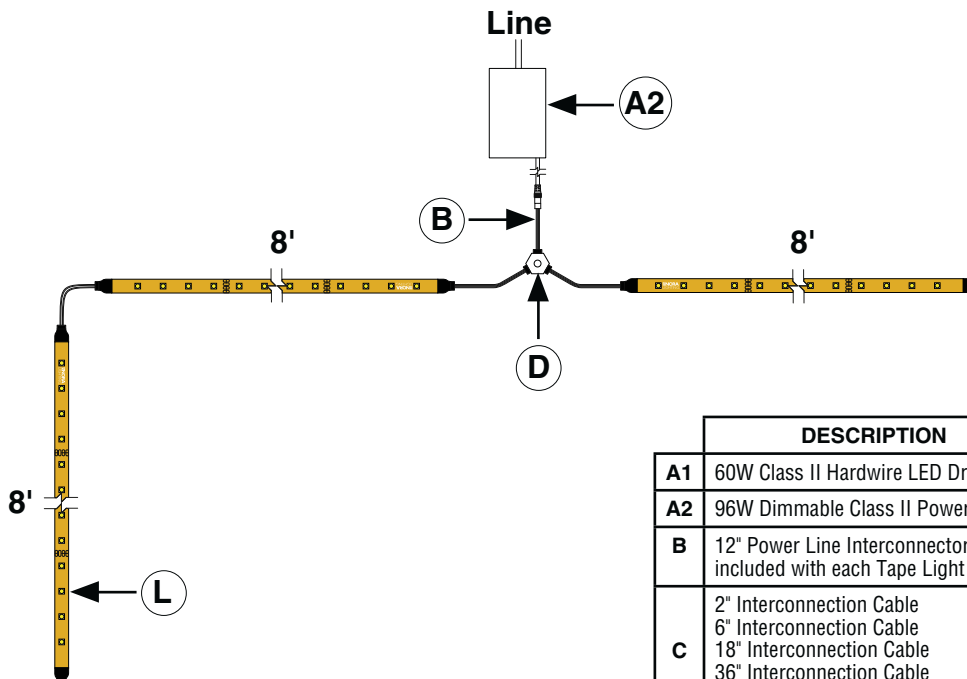 Line
A2
B
8'
8'
D
8'
L
DESCRIPTION
A1 60W Class II Hardwire LED
A2 96W Dimmable Class II Power
B 12" Power Line Interconnector
included with each Tape Light
C
2" Interconnection Cable
6" Interconnection Cable
18" Interconnection Cable
36" Interconnection Cable